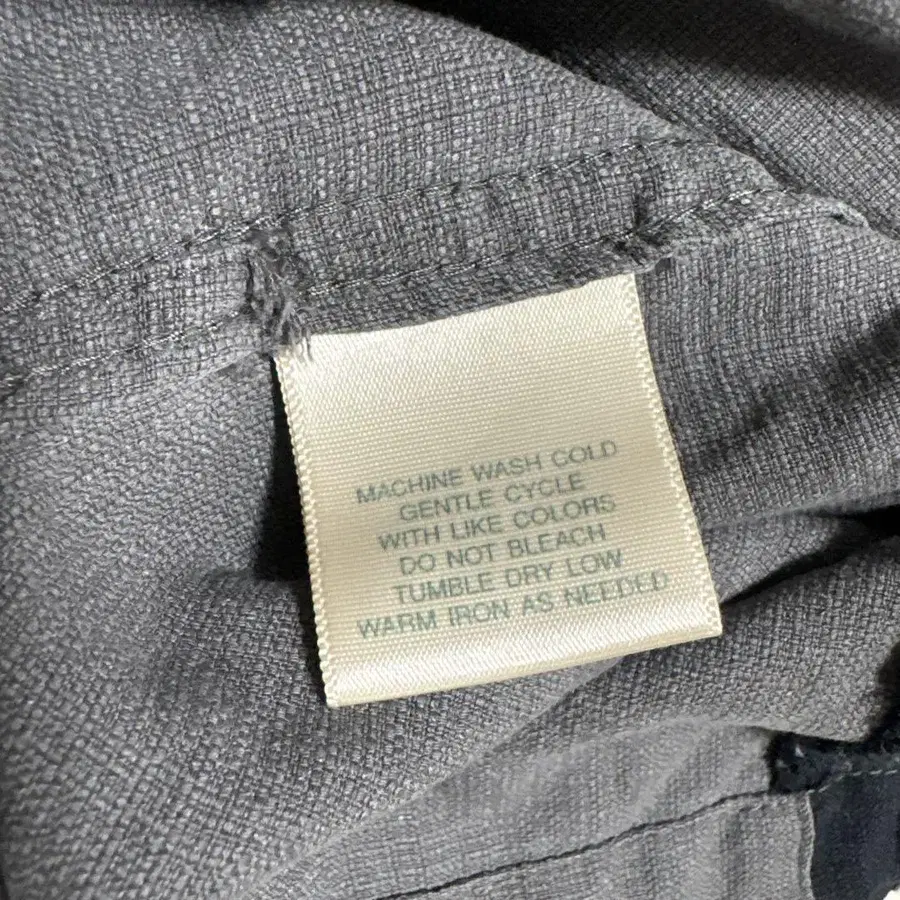 MACHINE WASH COLD
GENTLE CYCLE
WITH LIKE COLORS
DO NOT BLEACH
TUMBLE DRY LOW
WARM IRON AS NEEDED